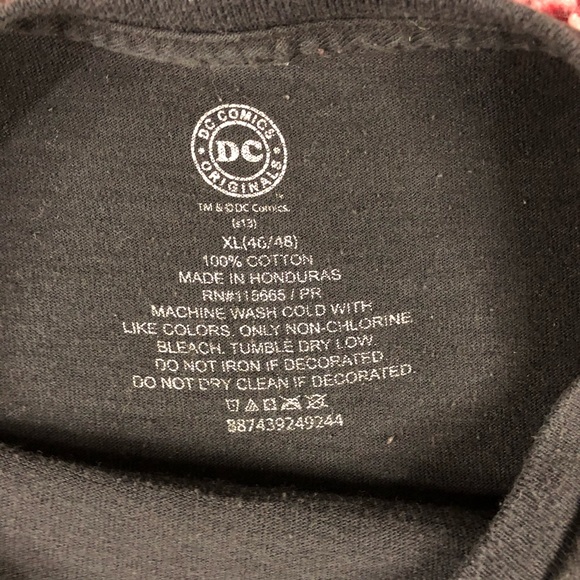 DC COMICS
DC
ORIGINALS
TM & © DC Comics.
(s13)
XL(46/48)
100% COTTON
MADE IN HONDURAS
RN#115665 / PR
MACHINE WASH COLD WITH
LIKE COLORS. ONLY NON-CHLORINE
BLEACH. TUMBLE DRY LOW.
DO NOT IRON IF DECORATED.
DO NOT DRY CLEAN IF DECORATED.
887439249244